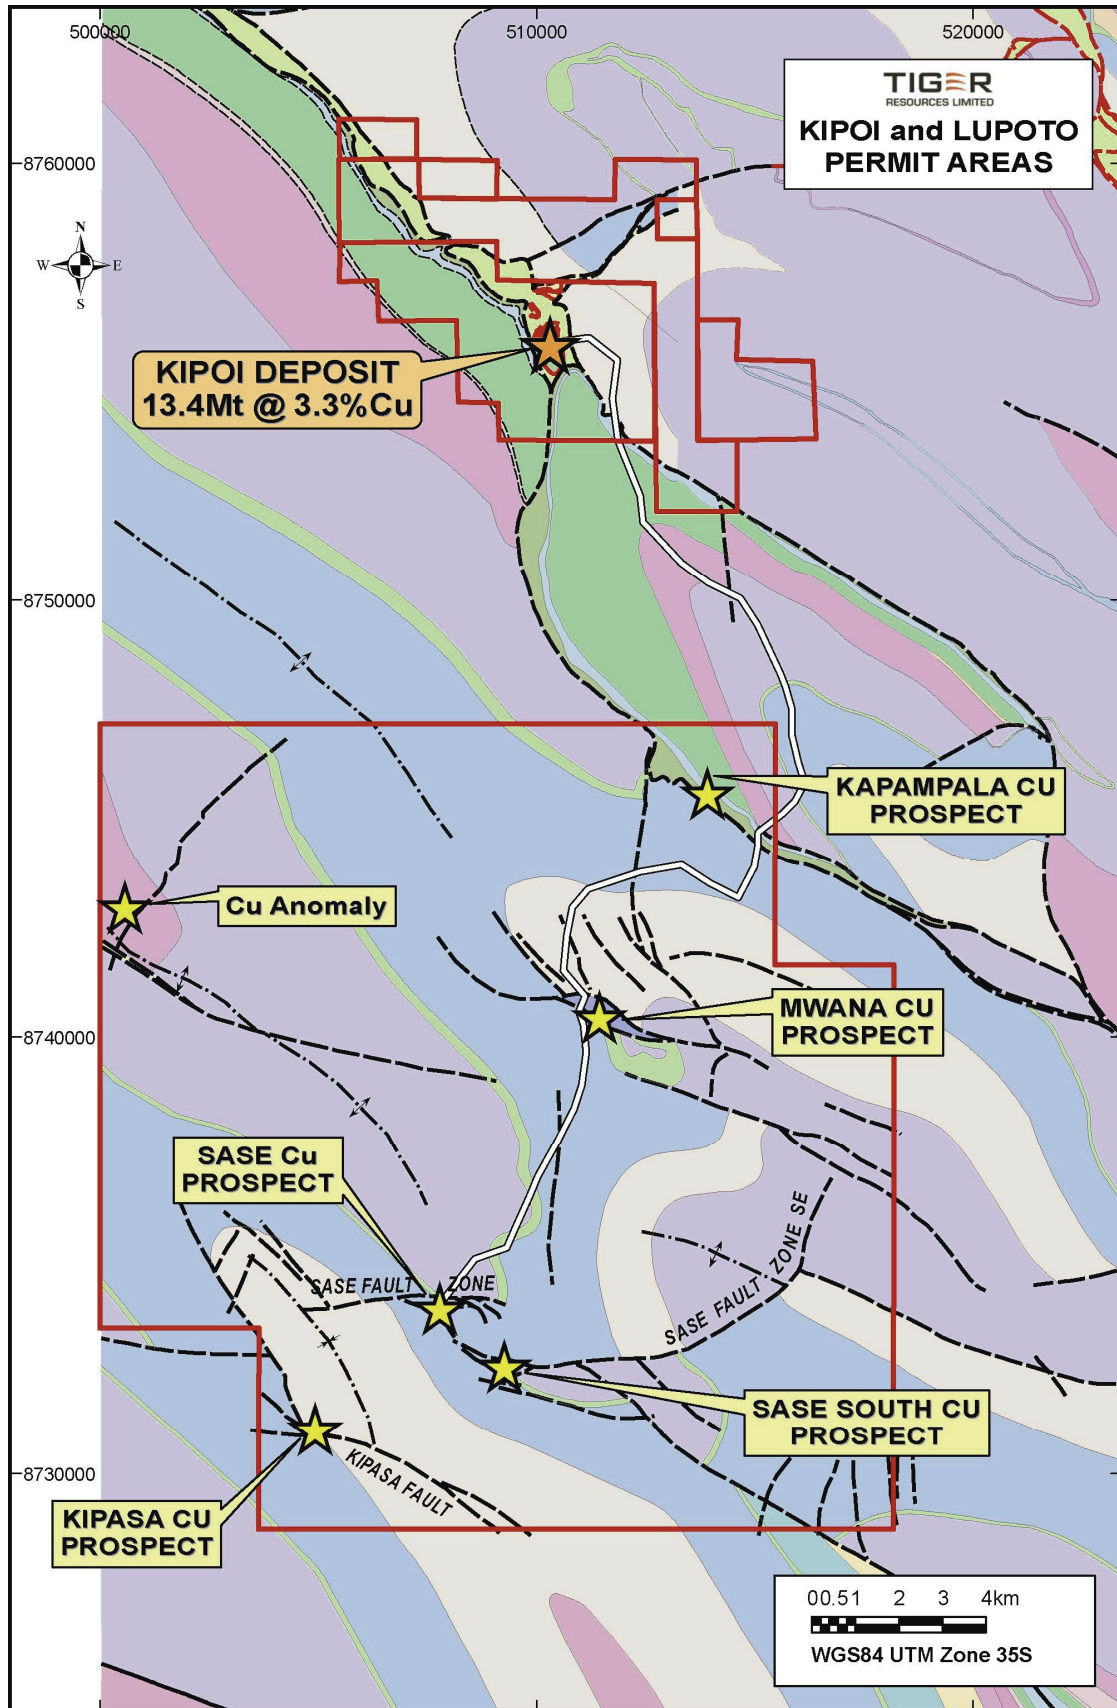 500000
510000
520000
TIGER
RESOURCES LIMITED
KIPOI and LUPOTO
PERMIT AREAS
8760000
N
W E
S
KIPOI DEPOSIT
13.4Mt @ 3.3%Cu
8750000
KAPAMPALA CU
PROSPECT
Cu Anomaly
MWANA CU
PROSPECT
8740000
SASE Cu
PROSPECT
SASE FAULT ZONE
SASE FAULT ZONE SE
SASE SOUTH CU
PROSPECT
KIPASA FAULT
8730000
KIPASA CU
PROSPECT
00.51 2 3 4km
WGS84 UTM Zone 35S